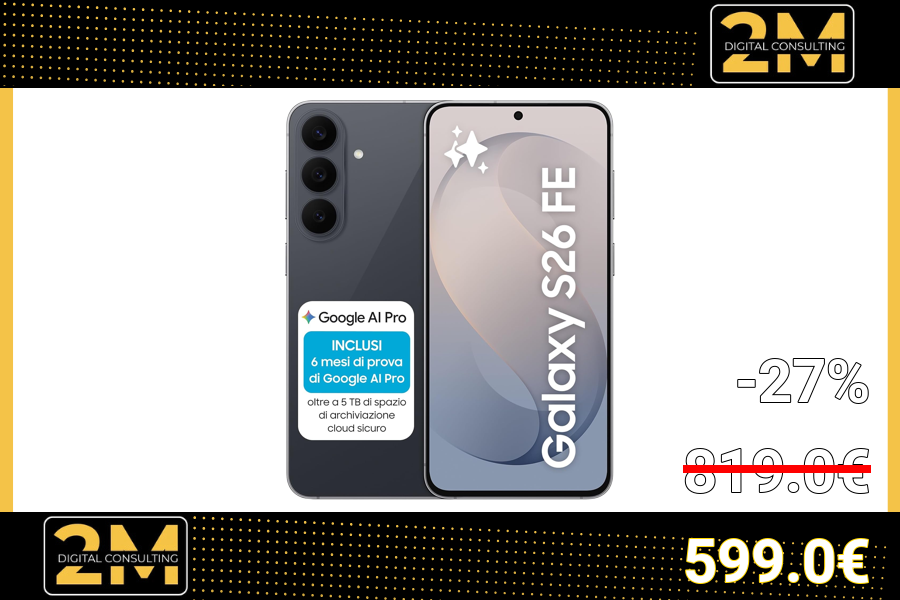 2M
DIGITAL CONSULTING
Galaxy S26 FE
Google AI Pro
INCLUSI
6 mesi di prova
di Google AI Pro
oltre a 5 TB di spazio
di archiviazione
cloud sicuro
-27%
819.0€
2M
DIGITAL CONSULTING
599.0€